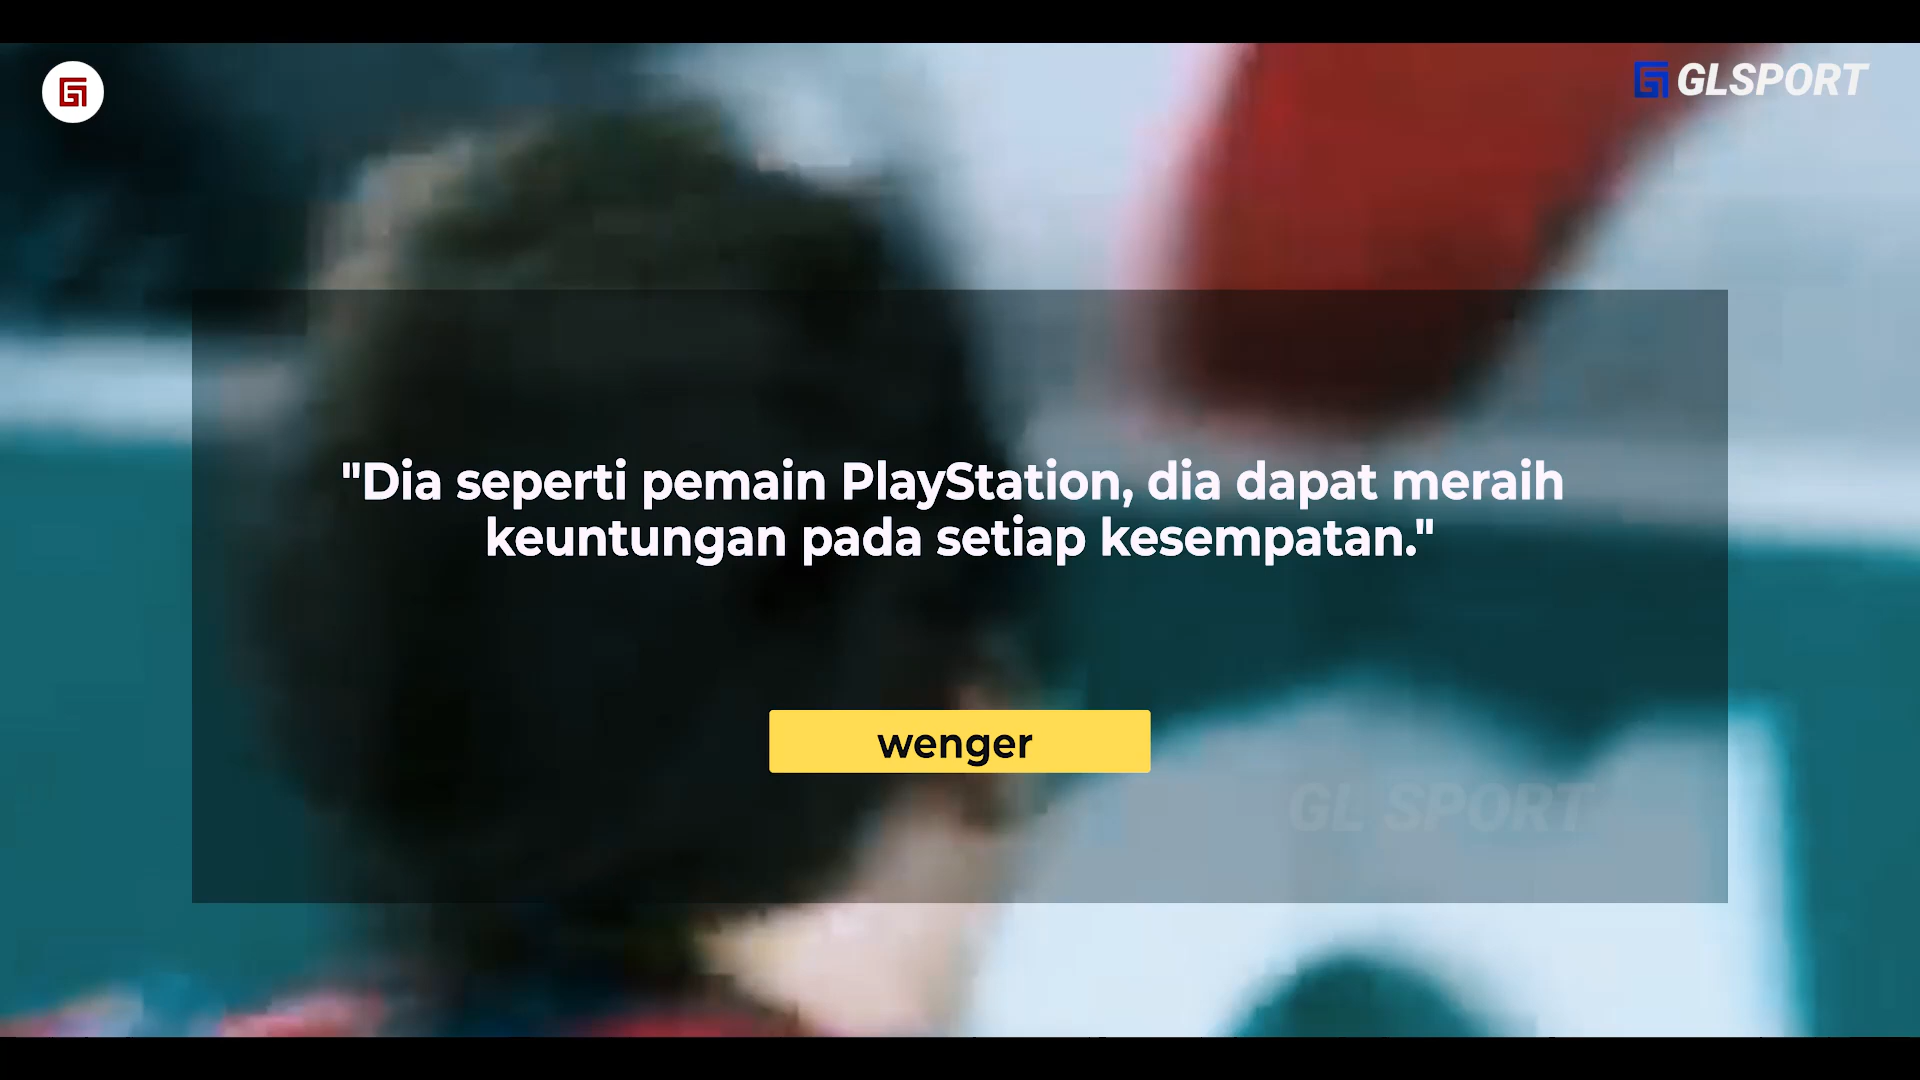 GLSPORT
"Dia seperti pemain PlayStation, dia dapat meraih
keuntungan pada setiap kesempatan."
wenger
GL SPORT